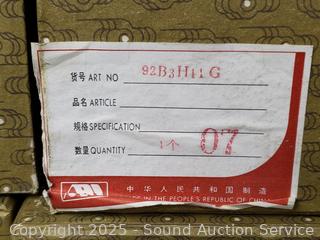 货号 ART NO 92B3H11G
品名 ARTICLE
规格 SPECIFICATION
数量 QUANTITY 1个 07
中华人民共和国制造
MADE IN THE PEOPLE'S REPUBLIC OF CHINA
Copyright 2025 - Sound Auction Service